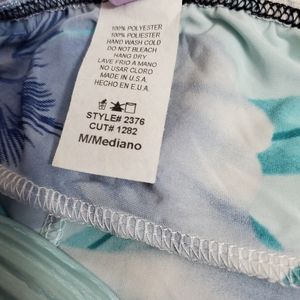 100% POLYESTER
100% POLIESTER
HAND WASH COLD
DO NOT BLEACH
HANG DRY
LAVE FRIO A MANO
NO USAR CLORO
MADE IN U.S.A.
HECHO EN E.U.A.
STYLE# 2376
CUT# 1282
M/Mediano